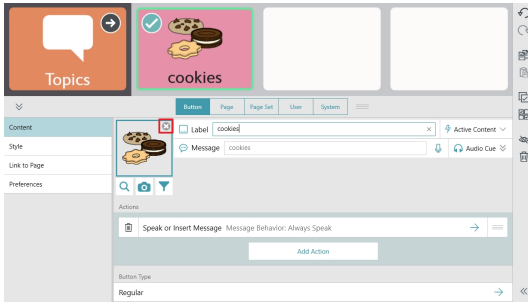 Topics
cookies
Button Page Page Set User System
Content
Style
Link to Page
Preferences
Label cookies
Active Content
Message cookies
Audio Cue
Actions
Speak or Insert Message Message Behavior: Always Speak
Add Action
Button Type
Regular